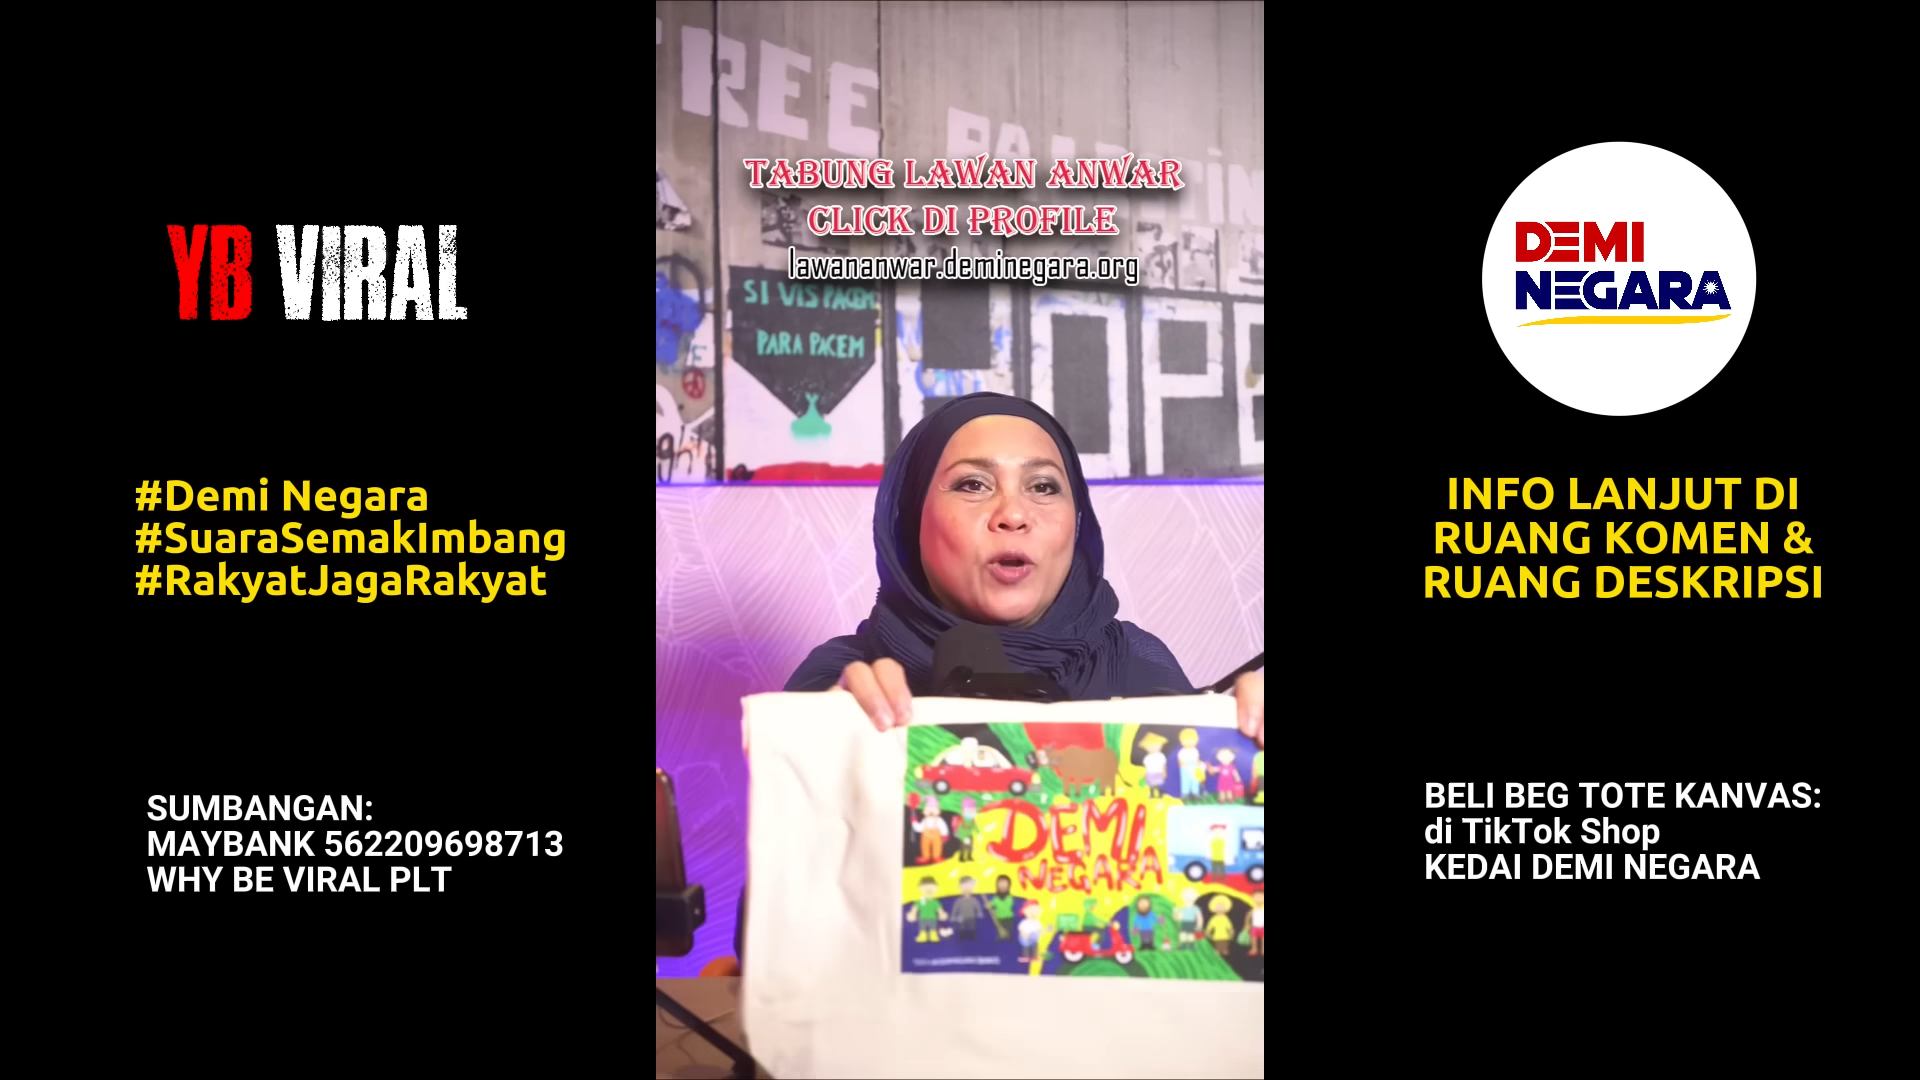 YB VIRAL
#Demi Negara
#SuaraSemakImbang
#RakyatJagaRakyat
SUMBANGAN:
MAYBANK 562209698713
WHY BE VIRAL PLT
REE
TABUNG LAWAN ANWAR
CLICK DI PROFILE
lawananwar.deminegara.org
SI VIS PACEM
PARA PACEM
HOPE
DEMI
NEGARA
DEMI
NEGARA
INFO LANJUT DI
RUANG KOMEN &
RUANG DESKRIPSI
BELI BEG TOTE KANVAS:
di TikTok Shop
KEDAI DEMI NEGARA